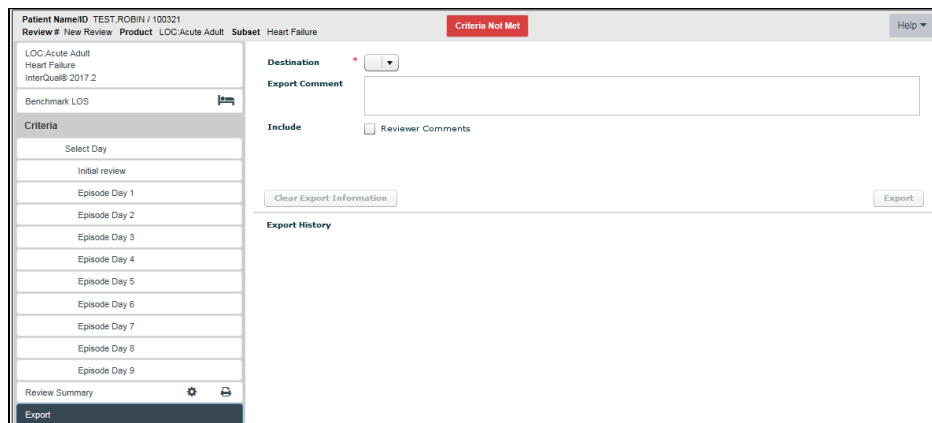 Patient Name/ID TEST,ROBIN / 100321
Review # New Review Product LOC:Acute Adult Subset Heart Failure
Criteria Not Met
Help
LOC:Acute Adult
Heart Failure
InterQual® 2017.2
Benchmark LOS
Criteria
Select Day
Initial review
Episode Day 1
Episode Day 2
Episode Day 3
Episode Day 4
Episode Day 5
Episode Day 6
Episode Day 7
Episode Day 8
Episode Day 9
Review Summary
Export
Destination *
Export Comment
Include Reviewer Comments
Clear Export Information Export
Export History